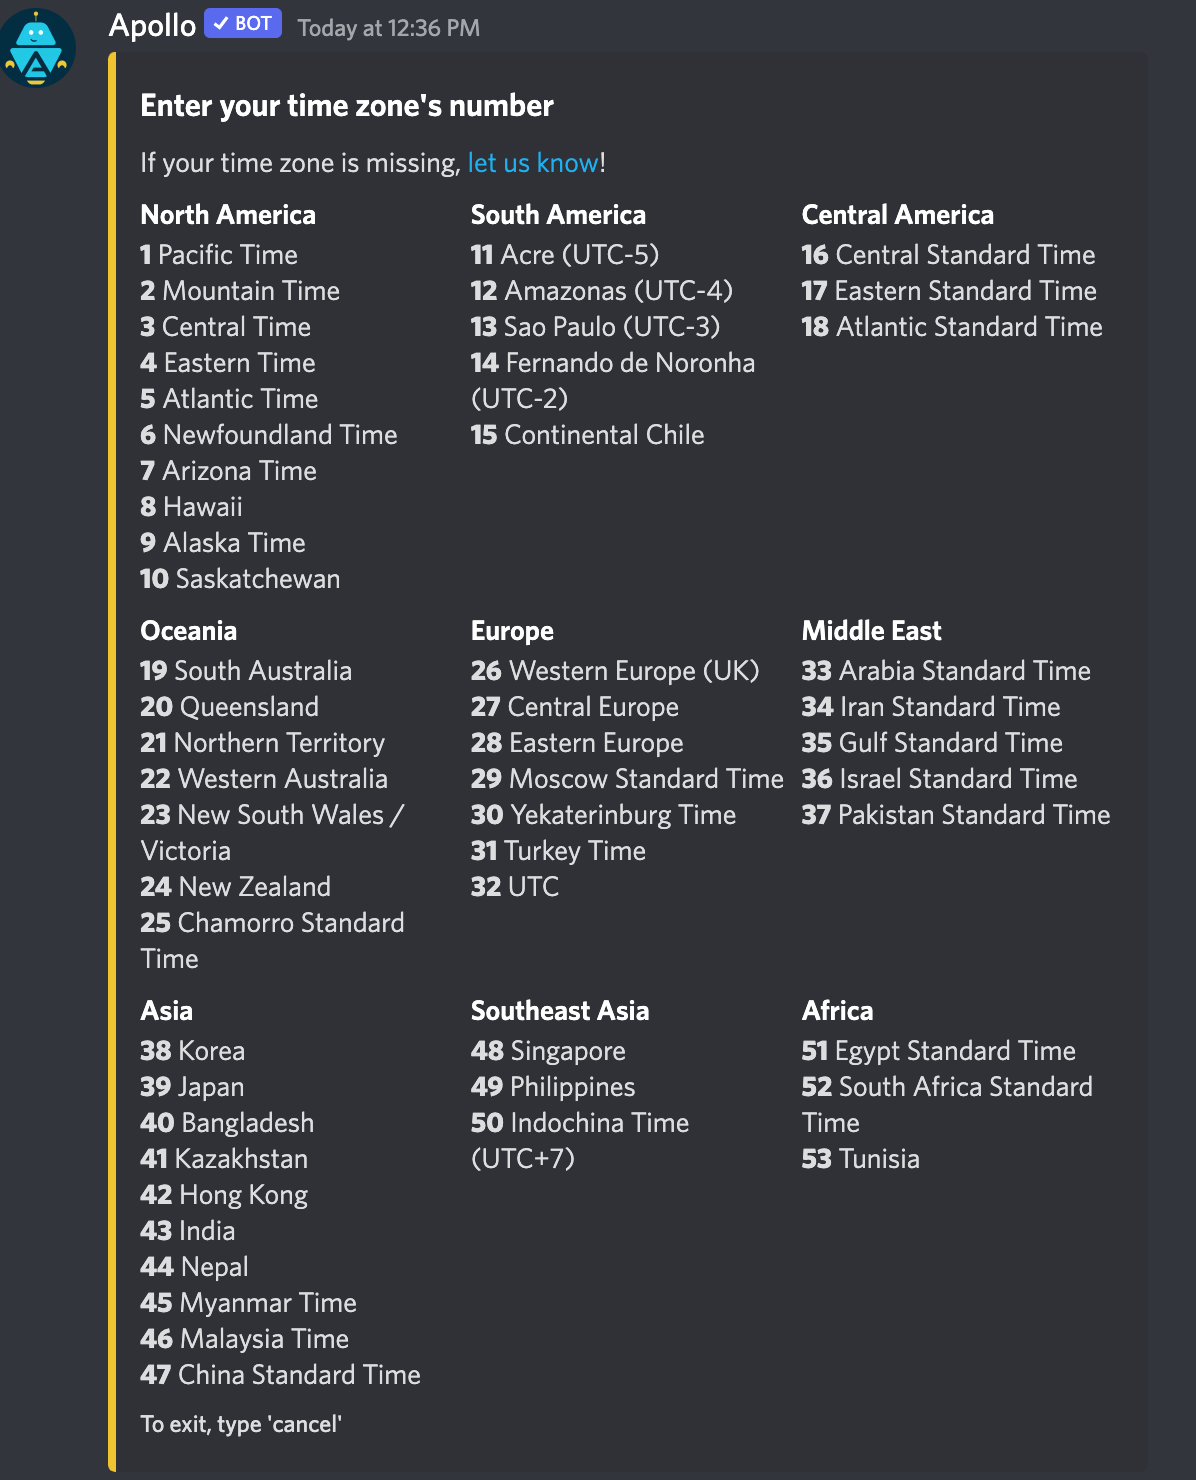 Apollo ✓ BOT Today at 12:36 PM
Enter your time zone's number
If your time zone is missing, let us know!
North America
1 Pacific Time
2 Mountain Time
3 Central Time
4 Eastern Time
5 Atlantic Time
6 Newfoundland Time
7 Arizona Time
8 Hawaii
9 Alaska Time
10 Saskatchewan
South America
11 Acre (UTC-5)
12 Amazonas (UTC-4)
13 Sao Paulo (UTC-3)
14 Fernando de Noronha
(UTC-2)
15 Continental Chile
Central America
16 Central Standard Time
17 Eastern Standard Time
18 Atlantic Standard Time
Oceania
19 South Australia
20 Queensland
21 Northern Territory
22 Western Australia
23 New South Wales /
Victoria
24 New Zealand
25 Chamorro Standard
Time
Europe
26 Western Europe (UK)
27 Central Europe
28 Eastern Europe
29 Moscow Standard Time
30 Yekaterinburg Time
31 Turkey Time
32 UTC
Middle East
33 Arabia Standard Time
34 Iran Standard Time
35 Gulf Standard Time
36 Israel Standard Time
37 Pakistan Standard Time
Asia
38 Korea
39 Japan
40 Bangladesh
41 Kazakhstan
42 Hong Kong
43 India
44 Nepal
45 Myanmar Time
46 Malaysia Time
47 China Standard Time
Southeast Asia
48 Singapore
49 Philippines
50 Indochina Time
(UTC+7)
Africa
51 Egypt Standard Time
52 South Africa Standard
Time
53 Tunisia
To exit, type 'cancel'